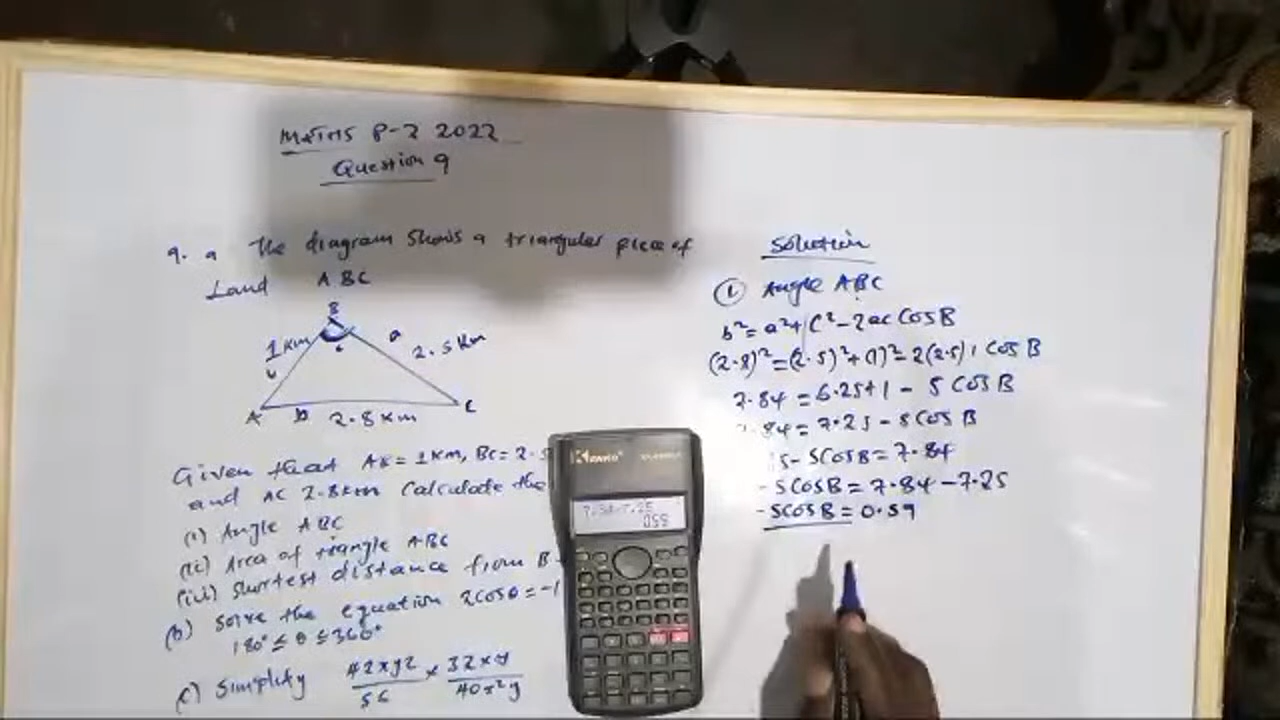 MATHS P-2 2022
Question 9
9. a The diagram shows a triangular piece of
Land ABC
B
1km
a
2.5km
c
A
b
2.8km
C
Given that AB = 1km, BC = 2.5
and AC 2.8km Calculate the
(i) Angle ABC
(ii) Area of triangle ABC
(iii) Shortest distance from B
(b) Solve the equation 2cosθ = -1
180° ≤ θ ≤ 360°
(c) Simplify
Solution
① Angle ABC
b² = a² + c² - 2ac Cos B
(2.8)² = (2.5)² + (1)² = 2(2.5)1 Cos B
7.84 = 6.25 + 1 - 5 Cos B
.84 = 7.25 - 5 Cos B
5 - 5 Cos B = 7.84
- 5 Cos B = 7.84 - 7.25
- 5 Cos B = 0.59
7.84-7.25
0.59